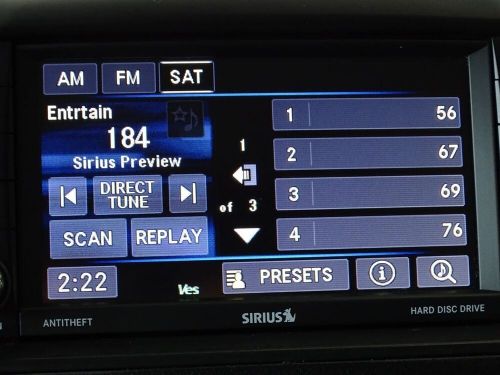 AM FM SAT
Entrtain
184
Sirius Preview
DIRECT
TUNE
SCAN REPLAY
1
of 3
1 56
2 67
3 69
4 76
2:22
Yes
PRESETS
i
ANTITHEFT
SIRIUS
HARD DISC DRIVE